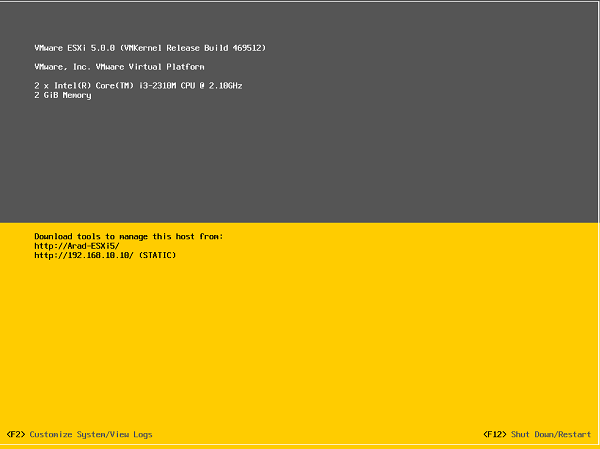 VMware ESXi 5.0.0 (VMKernel Release Build 469512)
VMware, Inc. VMware Virtual Platform
2 x Intel(R) Core(TM) i3-2310M CPU @ 2.10GHz
2 GiB Memory
Download tools to manage this host from:
http://Arad-ESXi5/
http://192.168.10.10/ (STATIC)
<F2> Customize System/View Logs
<F12> Shut Down/Restart